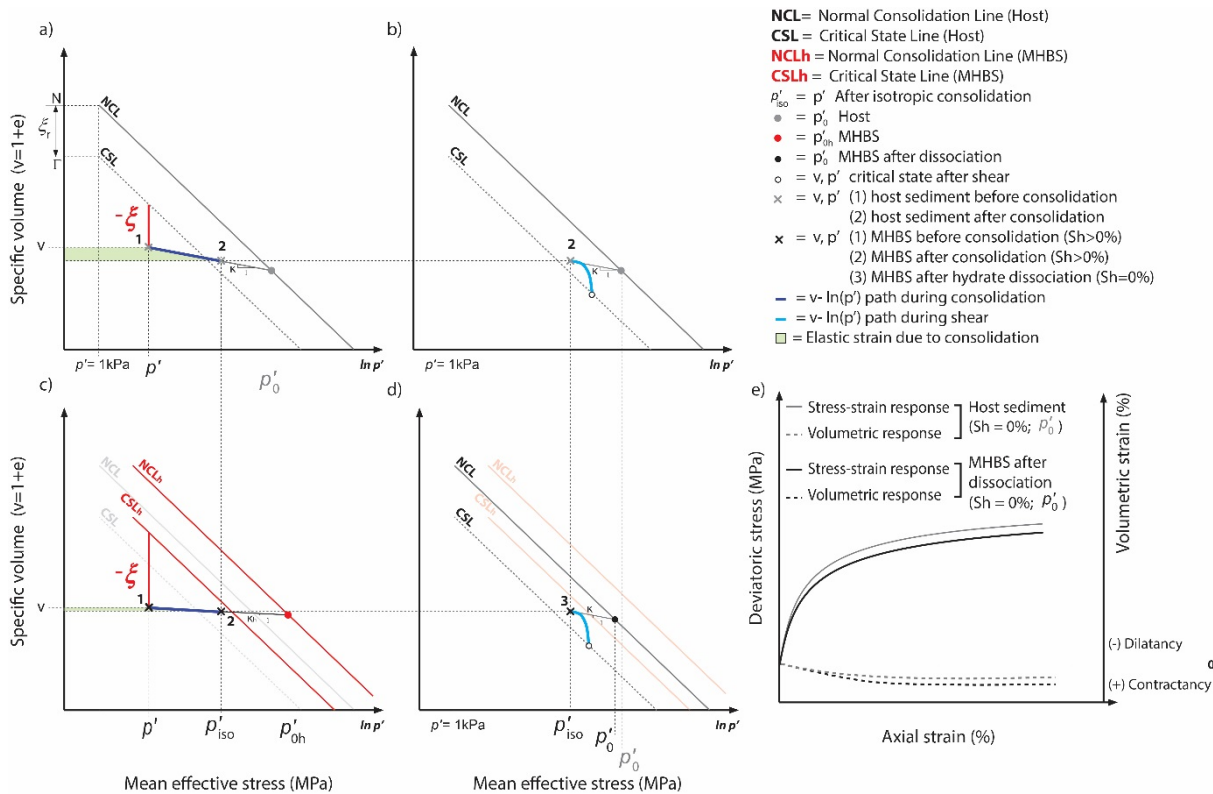 a)
Specific volume (v=1+e)
N
NCL
ξr
Γ
CSL
-ξ
1
2
v
κ
p'= 1kPa
p'
p'0
ln p'
b)
NCL
CSL
2
κ
p'= 1kPa
ln p'
NCL= Normal Consolidation Line (Host)
CSL= Critical State Line (Host)
NCLh = Normal Consolidation Line (MHBS)
CSLh = Critical State Line (MHBS)
p'iso = p' After isotropic consolidation
= p'0 Host
= p'0h MHBS
= p'0 MHBS after dissociation
= v, p' critical state after shear
= v, p' (1) host sediment before consolidation
(2) host sediment after consolidation
= v, p' (1) MHBS before consolidation (Sh>0%)
(2) MHBS after consolidation (Sh>0%)
(3) MHBS after hydrate dissociation (Sh=0%)
= v- ln(p') path during consolidation
= v- ln(p') path during shear
= Elastic strain due to consolidation
c)
Specific volume (v=1+e)
NCLh
NCL
CSLh
CSL
-ξ
1
2
v
κh
p'
p'iso
p'0h
ln p'
Mean effective stress (MPa)
d)
NCLh
NCL
CSLh
CSL
3
κ
p'= 1kPa
p'iso
p'0
p'0
ln p'
Mean effective stress (MPa)
e)
Deviatoric stress (MPa)
Stress-strain response
Volumetric response
Host sediment
(Sh = 0%; p'0)
Stress-strain response
Volumetric response
MHBS after
dissociation
(Sh = 0%; p'0)
Volumetric strain (%)
(-) Dilatancy
0
(+) Contractancy
Axial strain (%)